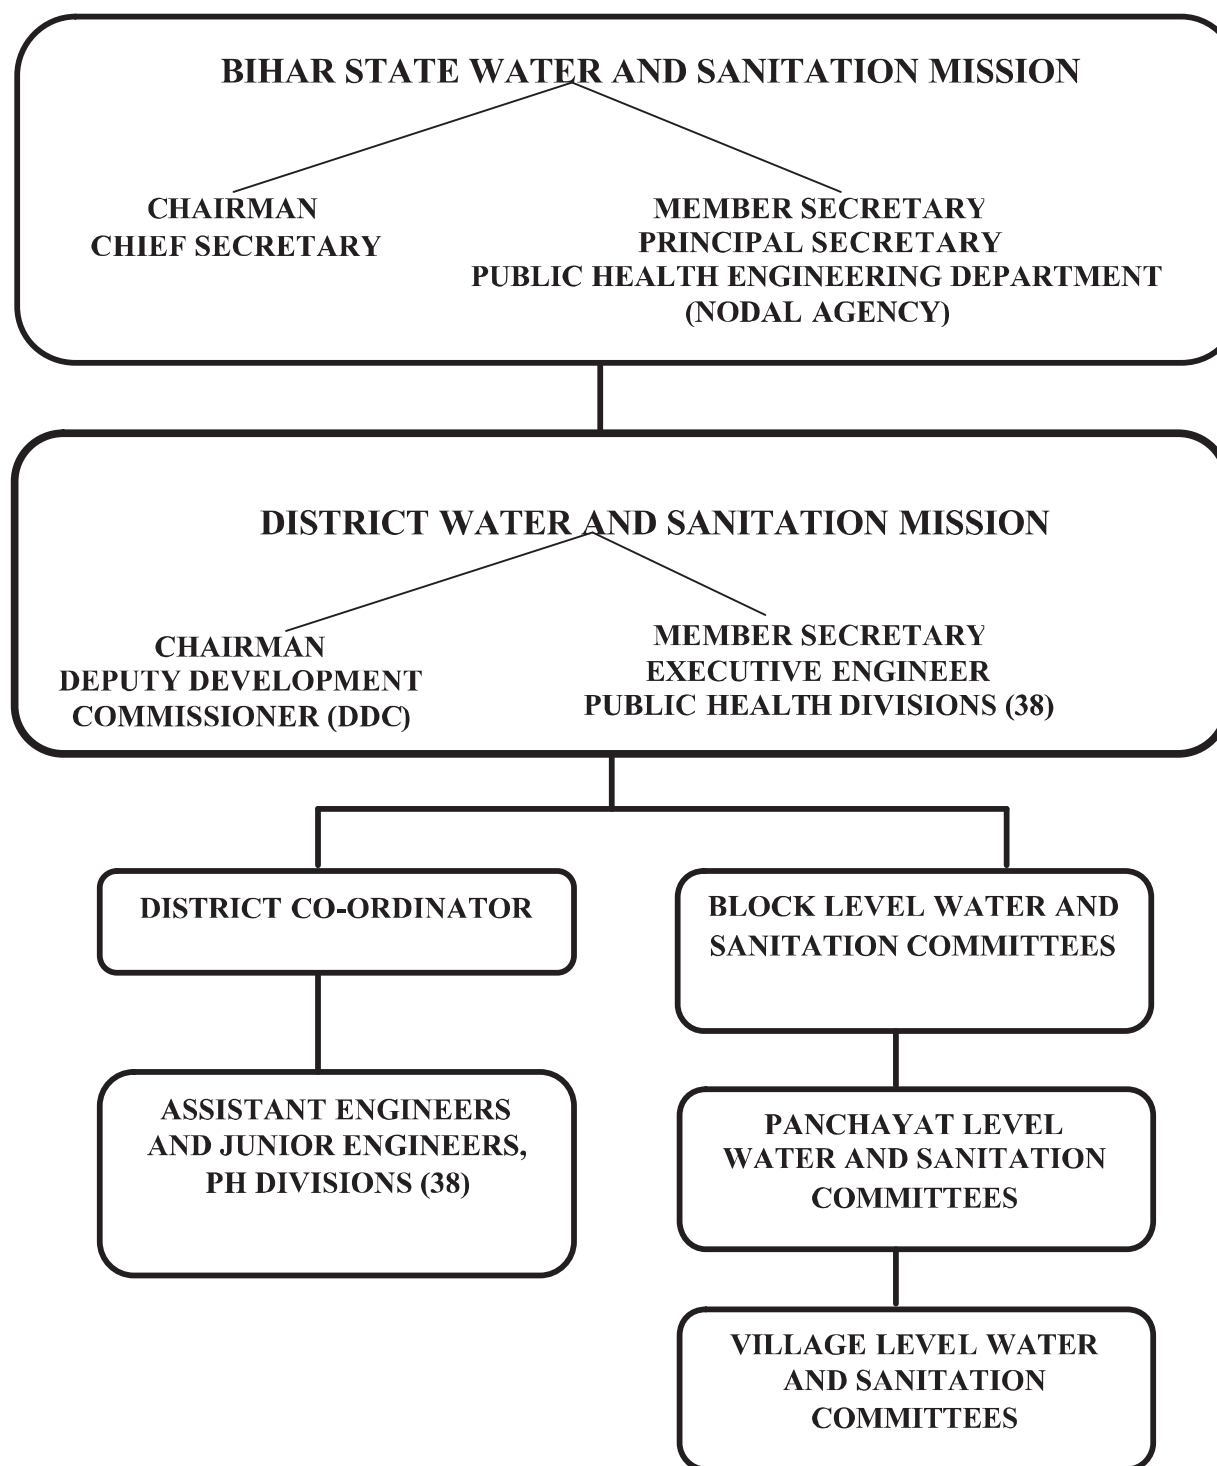 BIHAR STATE WATER AND SANITATION MISSION
CHAIRMAN
CHIEF SECRETARY
MEMBER SECRETARY
PRINCIPAL SECRETARY
PUBLIC HEALTH ENGINEERING DEPARTMENT
(NODAL AGENCY)
DISTRICT WATER AND SANITATION MISSION
CHAIRMAN
DEPUTY DEVELOPMENT
COMMISSIONER (DDC)
MEMBER SECRETARY
EXECUTIVE ENGINEER
PUBLIC HEALTH DIVISIONS (38)
DISTRICT CO-ORDINATOR
ASSISTANT ENGINEERS
AND JUNIOR ENGINEERS,
PH DIVISIONS (38)
BLOCK LEVEL WATER AND
SANITATION COMMITTEES
PANCHAYAT LEVEL
WATER AND SANITATION
COMMITTEES
VILLAGE LEVEL WATER
AND SANITATION
COMMITTEES